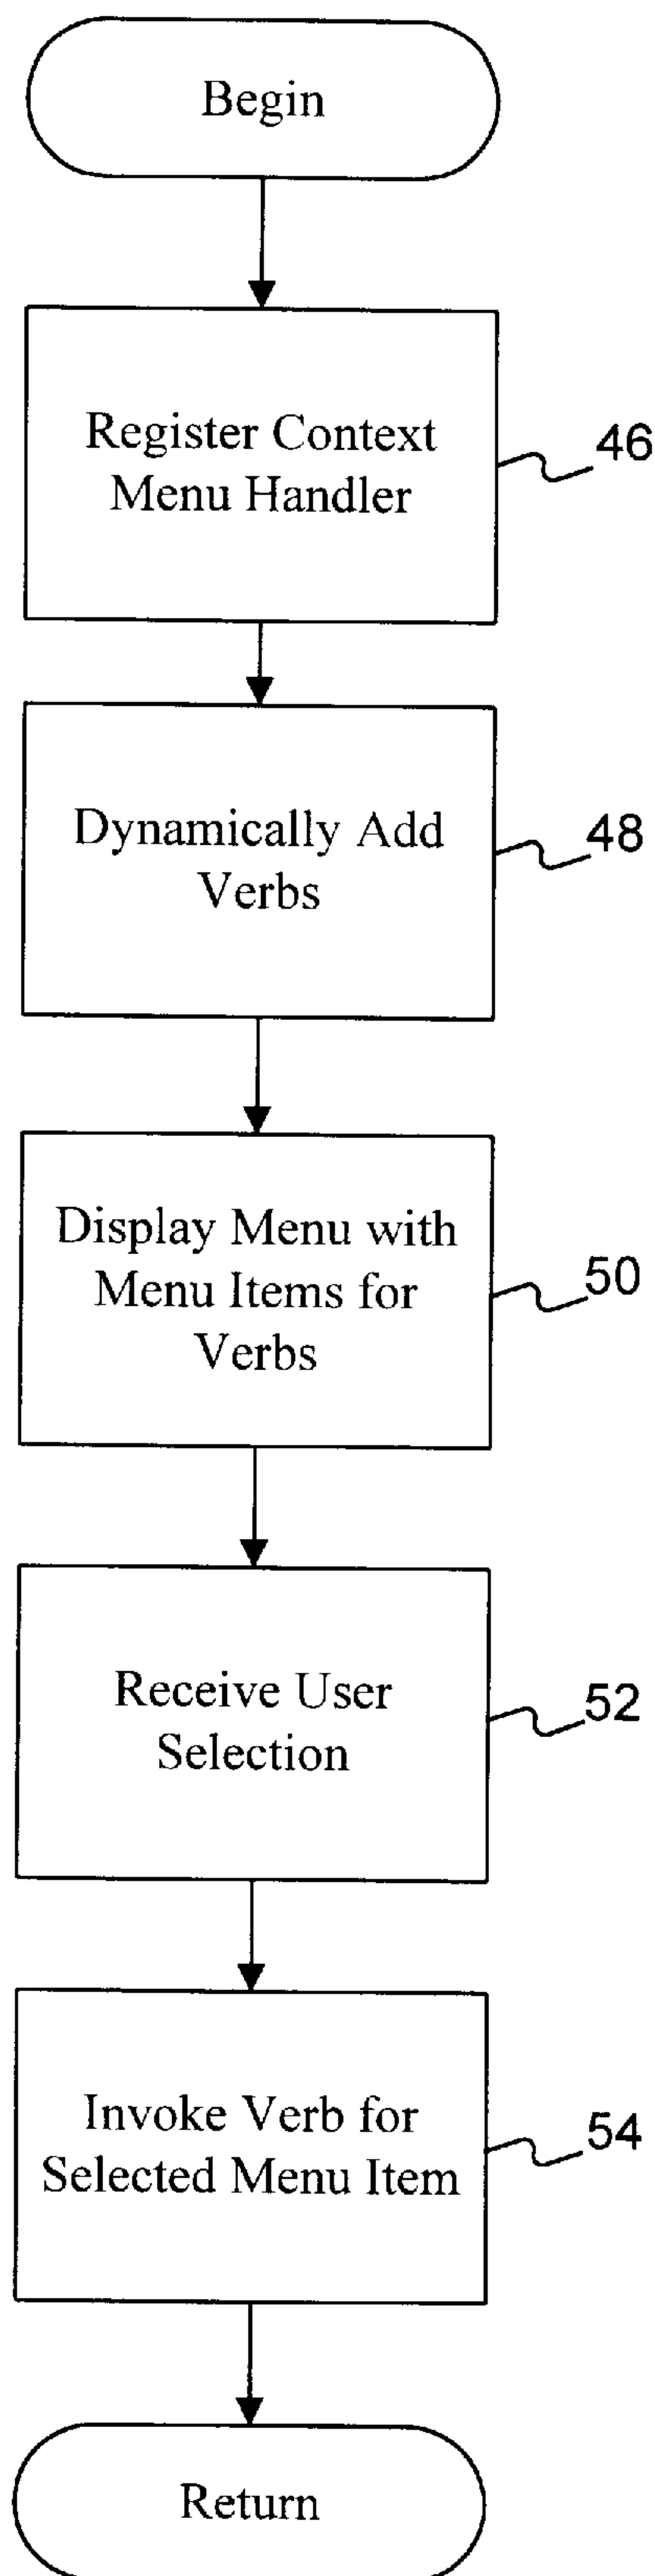 Begin
Register Context
Menu Handler
46
Dynamically Add
Verbs
48
Display Menu with
Menu Items for
Verbs
50
Receive User
Selection
52
Invoke Verb for
Selected Menu Item
54
Return